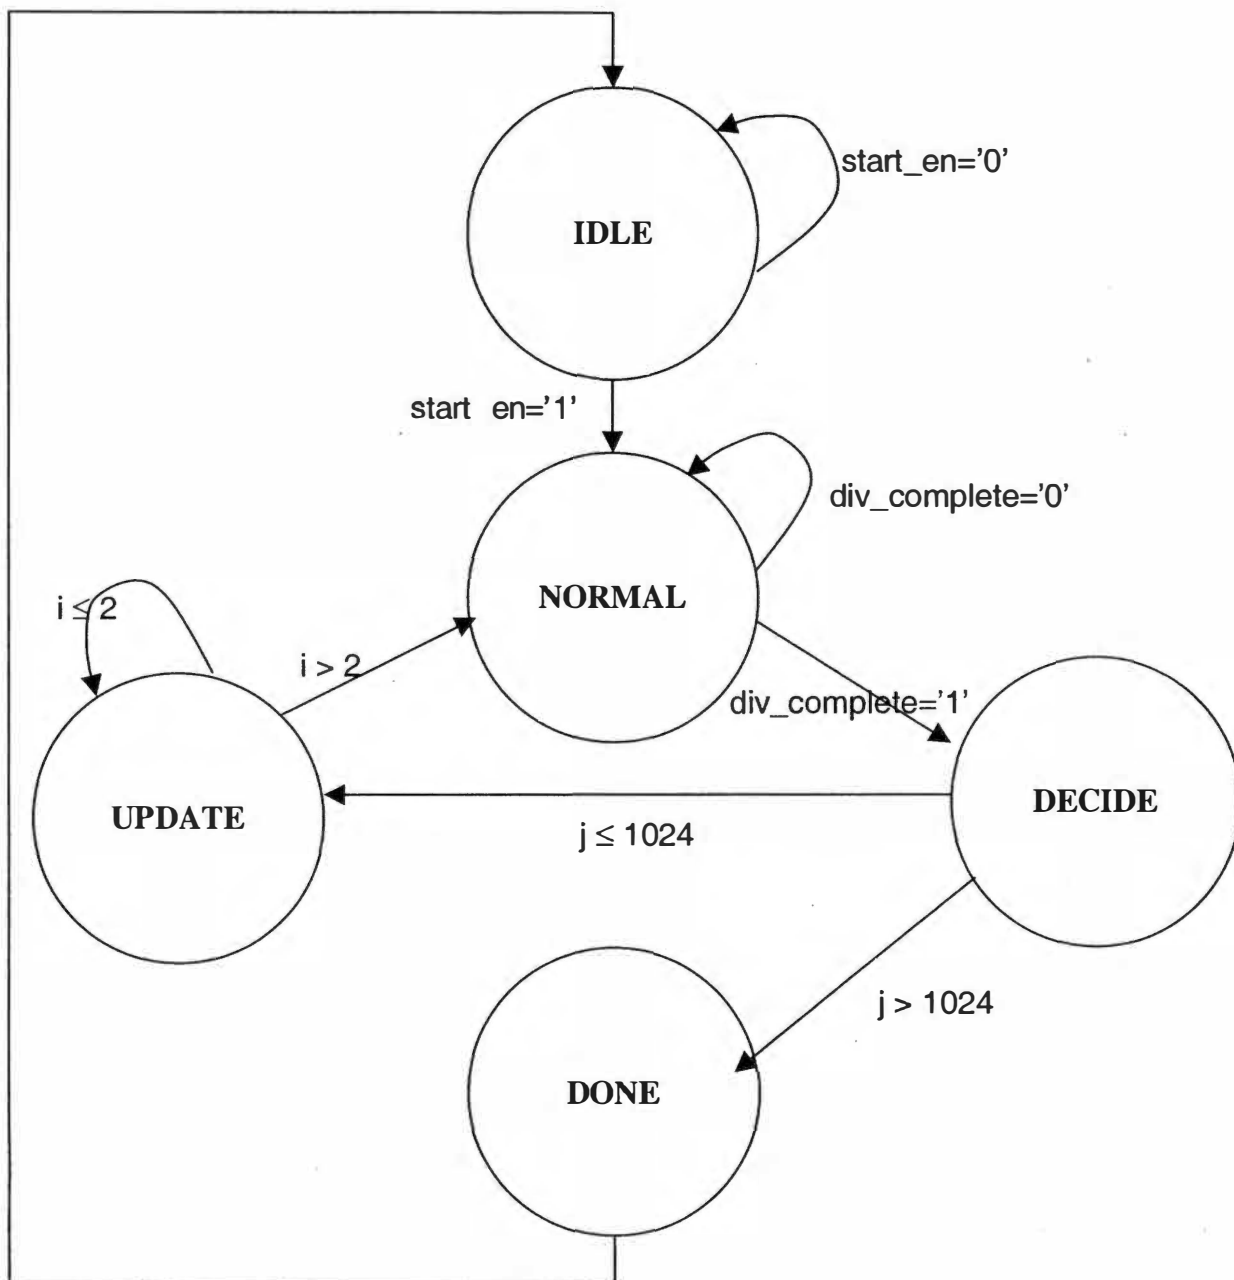 start_en='0'
IDLE
start en='1'
div_complete='0'
NORMAL
i ≤ 2
i > 2
div_complete='1'
DECIDE
UPDATE
j ≤ 1024
j > 1024
DONE